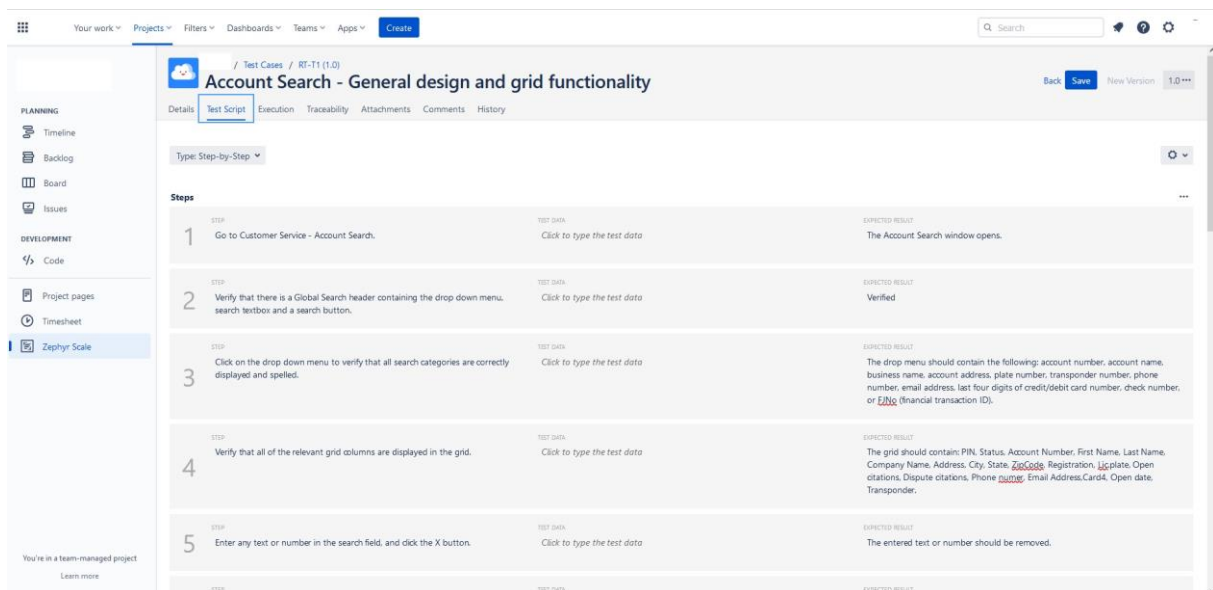 Your work Projects Filters Dashboards Teams Apps Create Search
/ Test Cases / RT-T1 (1.0)
Account Search - General design and grid functionality
Back Save New Version 1.0
Details Test Script Execution Traceability Attachments Comments History
PLANNING
Timeline
Backlog
Board
Issues
DEVELOPMENT
Code
Project pages
Timesheet
Zephyr Scale
You're in a team-managed project
Learn more
Type: Step-by-Step
Steps
STEP TEST DATA EXPECTED RESULT
1 Go to Customer Service - Account Search. Click to type the test data The Account Search window opens.
STEP TEST DATA EXPECTED RESULT
2 Verify that there is a Global Search header containing the drop down menu, Click to type the test data Verified
search textbox and a search button.
STEP TEST DATA EXPECTED RESULT
3 Click on the drop down menu to verify that all search categories are correctly
displayed and spelled.
Click to type the test data
The drop menu should contain the following: account number, account name,
business name, account address, plate number, transponder number, phone
number, email address, last four digits of credit/debit card number, check number,
or FJNo (financial transaction ID).
STEP TEST DATA EXPECTED RESULT
4 Verify that all of the relevant grid columns are displayed in the grid.
Click to type the test data
The grid should contain: PIN, Status, Account Number, First Name, Last Name,
Company Name, Address, City, State, ZipCode, Registration, Lic.plate, Open
citations, Dispute citations, Phone numer, Email Address,Card4, Open date,
Transponder.
STEP TEST DATA EXPECTED RESULT
5 Enter any text or number in the search field, and click the X button. Click to type the test data The entered text or number should be removed.
STEP TEST DATA EXPECTED RESULT